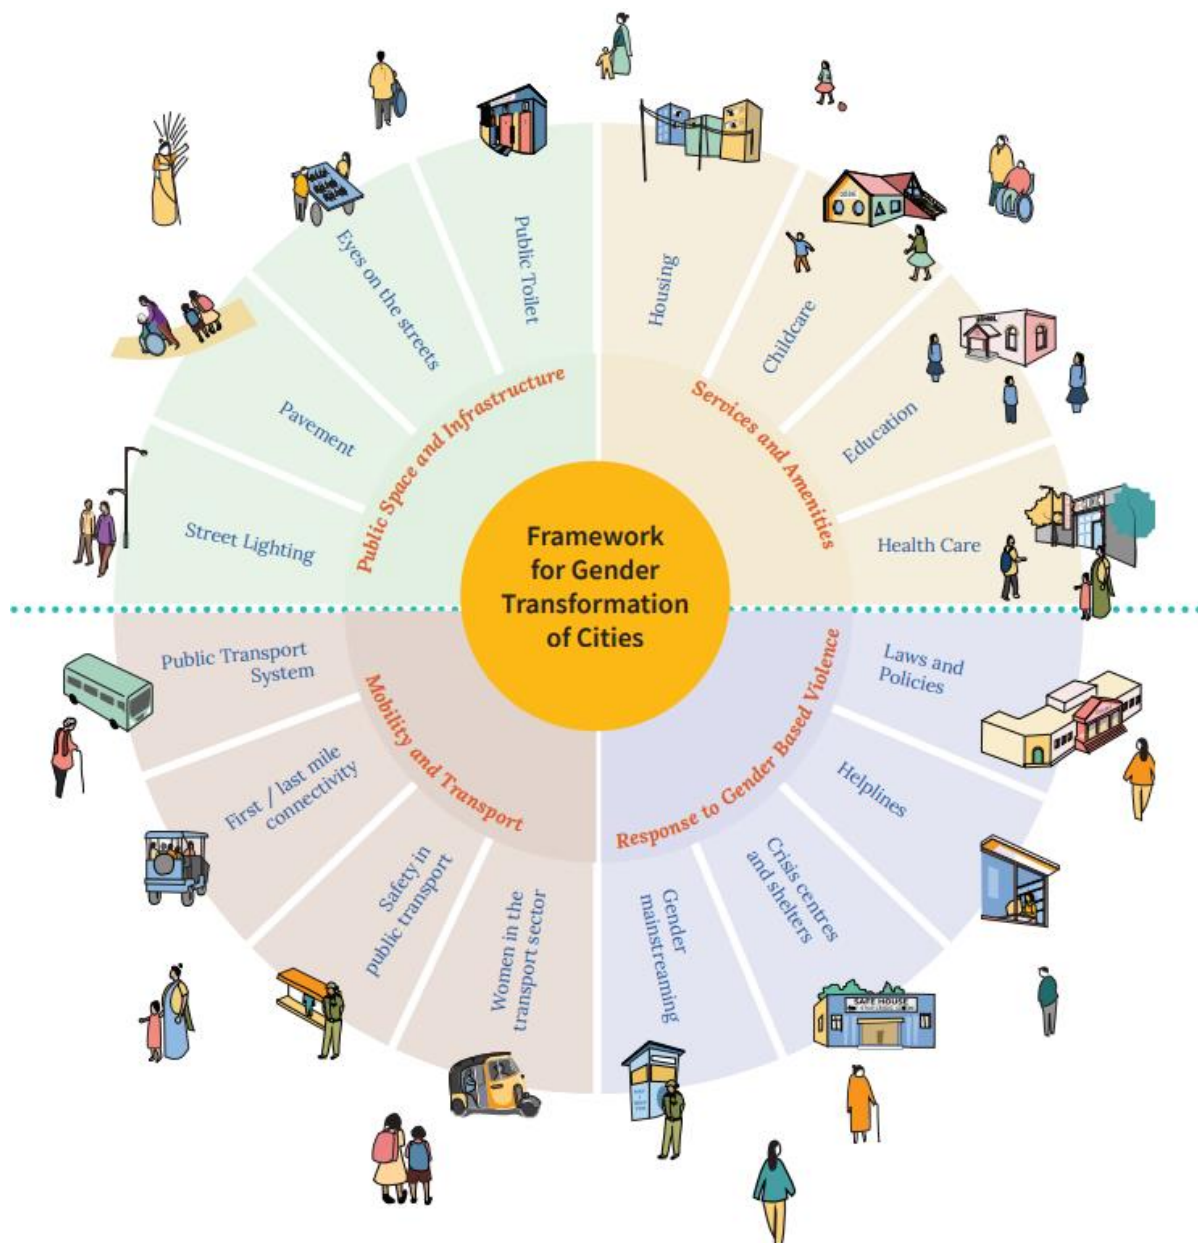 Framework
for Gender
Transformation
of Cities
Public Space and Infrastructure
Street Lighting
Pavement
Eyes on the streets
Public Toilet
Services and Amenities
Housing
Childcare
Education
Health Care
Response to Gender Based Violence
Laws and
Policies
Helplines
Crisis centres
and shelters
Gender
mainstreaming
Mobility and Transport
Public Transport
System
First / last mile
connectivity
Safety in
public transport
Women in the
transport sector
SAFE HOUSE